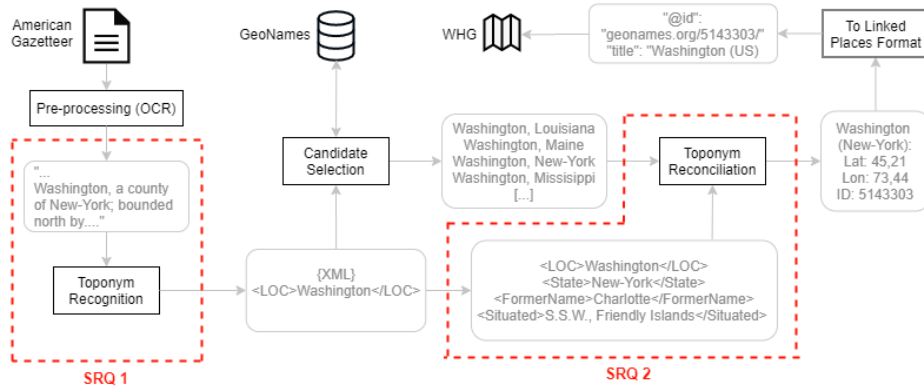 American
Gazetteer
GeoNames
WHG
"@id":
"geonames.org/5143303/"
"title": "Washington (US)
To Linked
Places Format
Pre-processing (OCR)
"...
Washington, a county
of New-York; bounded
north by...."
Toponym
Recognition
SRQ 1
{XML}
<LOC>Washington</LOC>
Candidate
Selection
Washington, Louisiana
Washington, Maine
Washington, New-York
Washington, Missisippi
[...]
Toponym
Reconciliation
<LOC>Washington</LOC>
<State>New-York</State>
<FormerName>Charlotte</FormerName>
<Situated>S.S.W., Friendly Islands</Situated>
SRQ 2
Washington
(New-York):
Lat: 45,21
Lon: 73,44
ID: 5143303